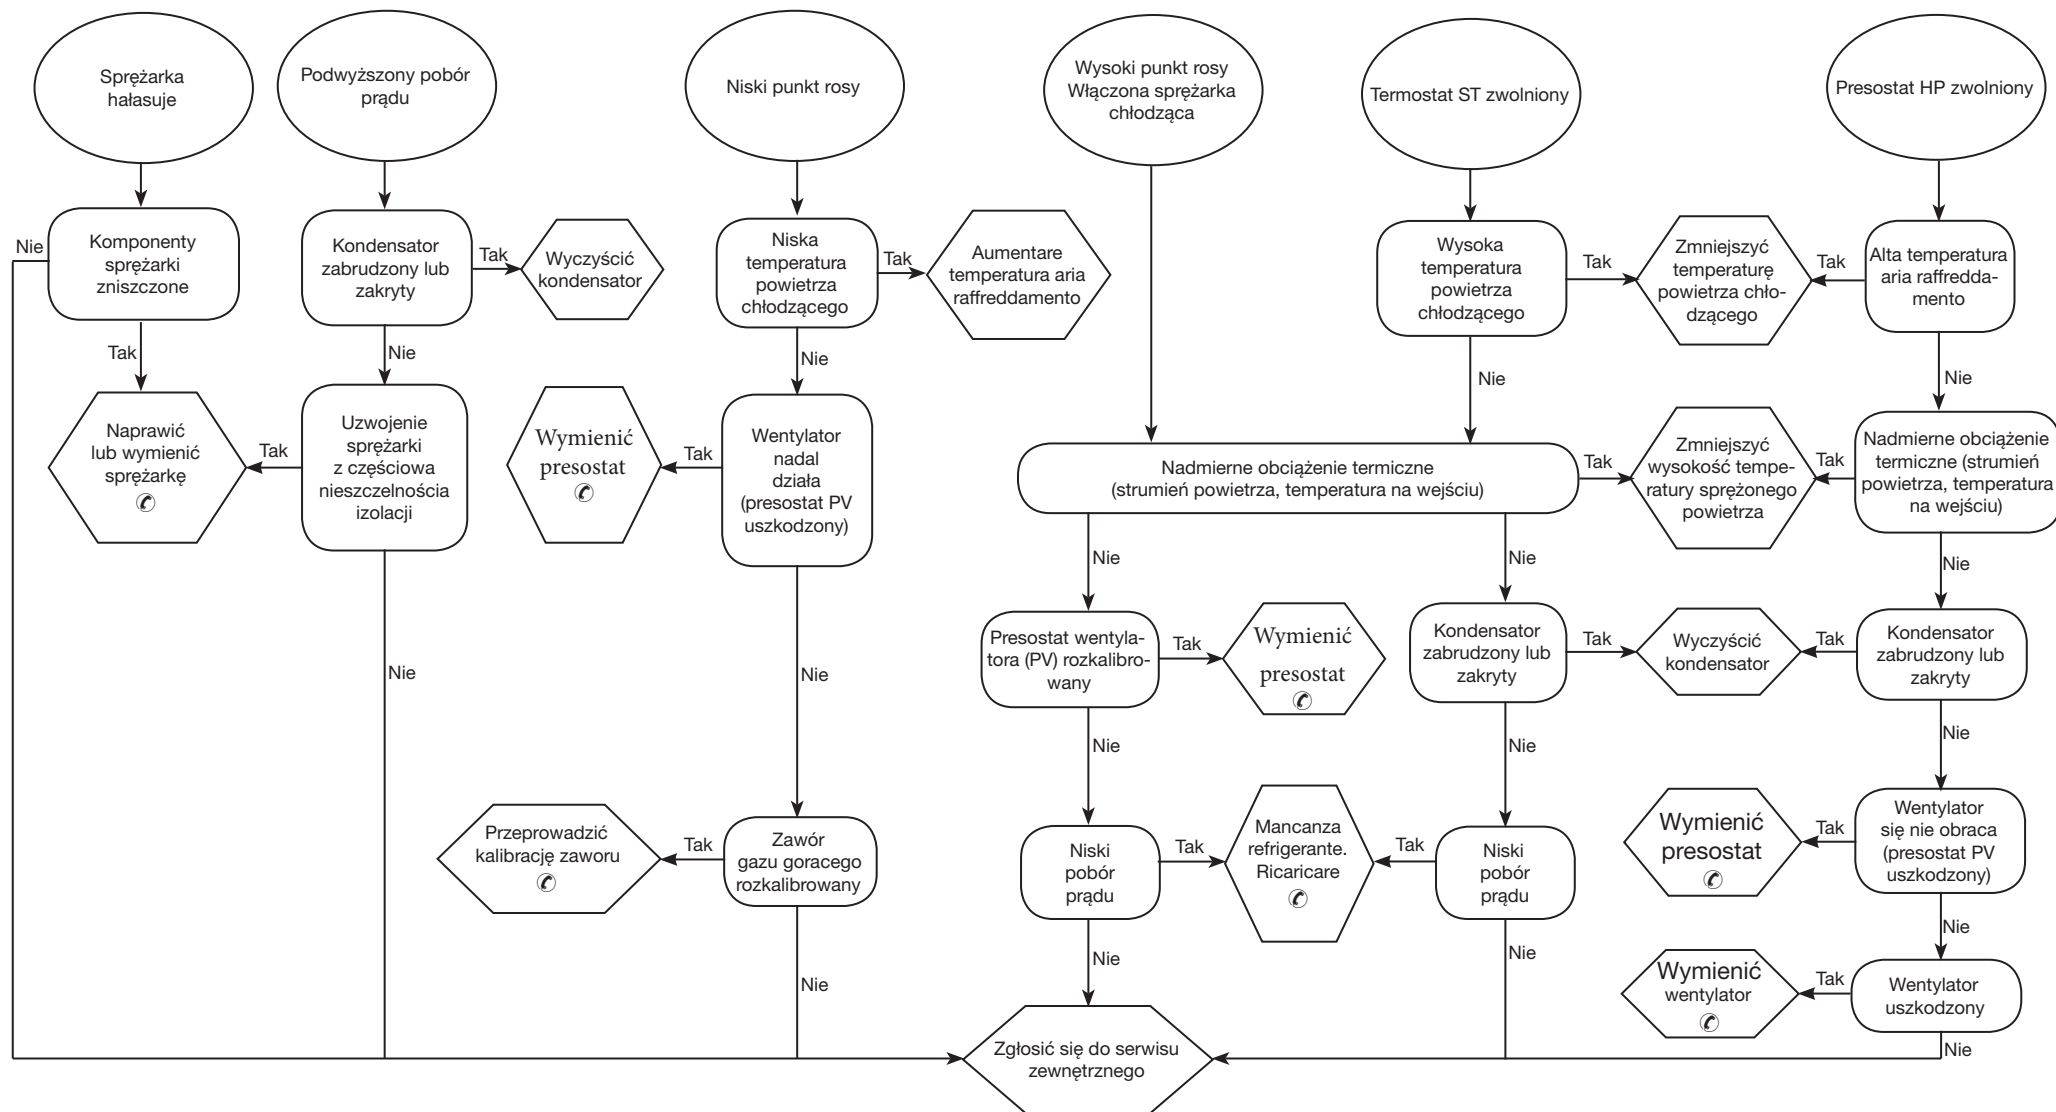 Sprężarka
hałasuje
Podwyższony pobór
prądu
Niski punkt rosy
Wysoki punkt rosy
Włączona sprężarka
chłodząca
Termostat ST zwolniony
Presostat HP zwolniony
Nie
Komponenty
sprężarki
zniszczone
Tak
Naprawić
lub wymienić
sprężarkę
Kondensator
zabrudzony lub
zakryty
Tak
Wyczyścić
kondensator
Nie
Uzwojenie
sprężarki
z częściowa
nieszczelnościa
izolacji
Tak
Nie
Niska
temperatura
powietrza
chłodzącego
Tak
Aumentare
temperatura aria
raffreddamento
Nie
Wentylator
nadal
działa
(presostat PV
uszkodzony)
Tak
Wymienić
presostat
Nie
Zawór
gazu goracego
rozkalibrowany
Tak
Przeprowadzić
kalibrację zaworu
Nie
Wysoka
temperatura
powietrza
chłodzącego
Tak
Zmniejszyć
temperaturę
powietrza chło-
dzącego
Tak
Alta temperatura
aria raffredda-
mento
Nie
Nie
Nadmierne obciążenie termiczne
(strumień powietrza, temperatura na wejściu)
Tak
Zmniejszyć
wysokość tempe-
ratury sprężonego
powietrza
Tak
Nadmierne obciążenie
termiczne (strumień
powietrza, temperatura
na wejściu)
Nie
Nie
Nie
Presostat wentyla-
tora (PV) rozkalibro-
wany
Tak
Wymienić
presostat
Kondensator
zabrudzony lub
zakryty
Tak
Wyczyścić
kondensator
Tak
Kondensator
zabrudzony lub
zakryty
Nie
Nie
Nie
Niski
pobór
prądu
Tak
Mancanza
refrigerante.
Ricaricare
Tak
Niski
pobór
prądu
Wymienić
presostat
Tak
Wentylator
się nie obraca
(presostat PV
uszkodzony)
Nie
Nie
Nie
Wymienić
wentylator
Tak
Wentylator
uszkodzony
Nie
Zgłosić się do serwisu
zewnętrznego